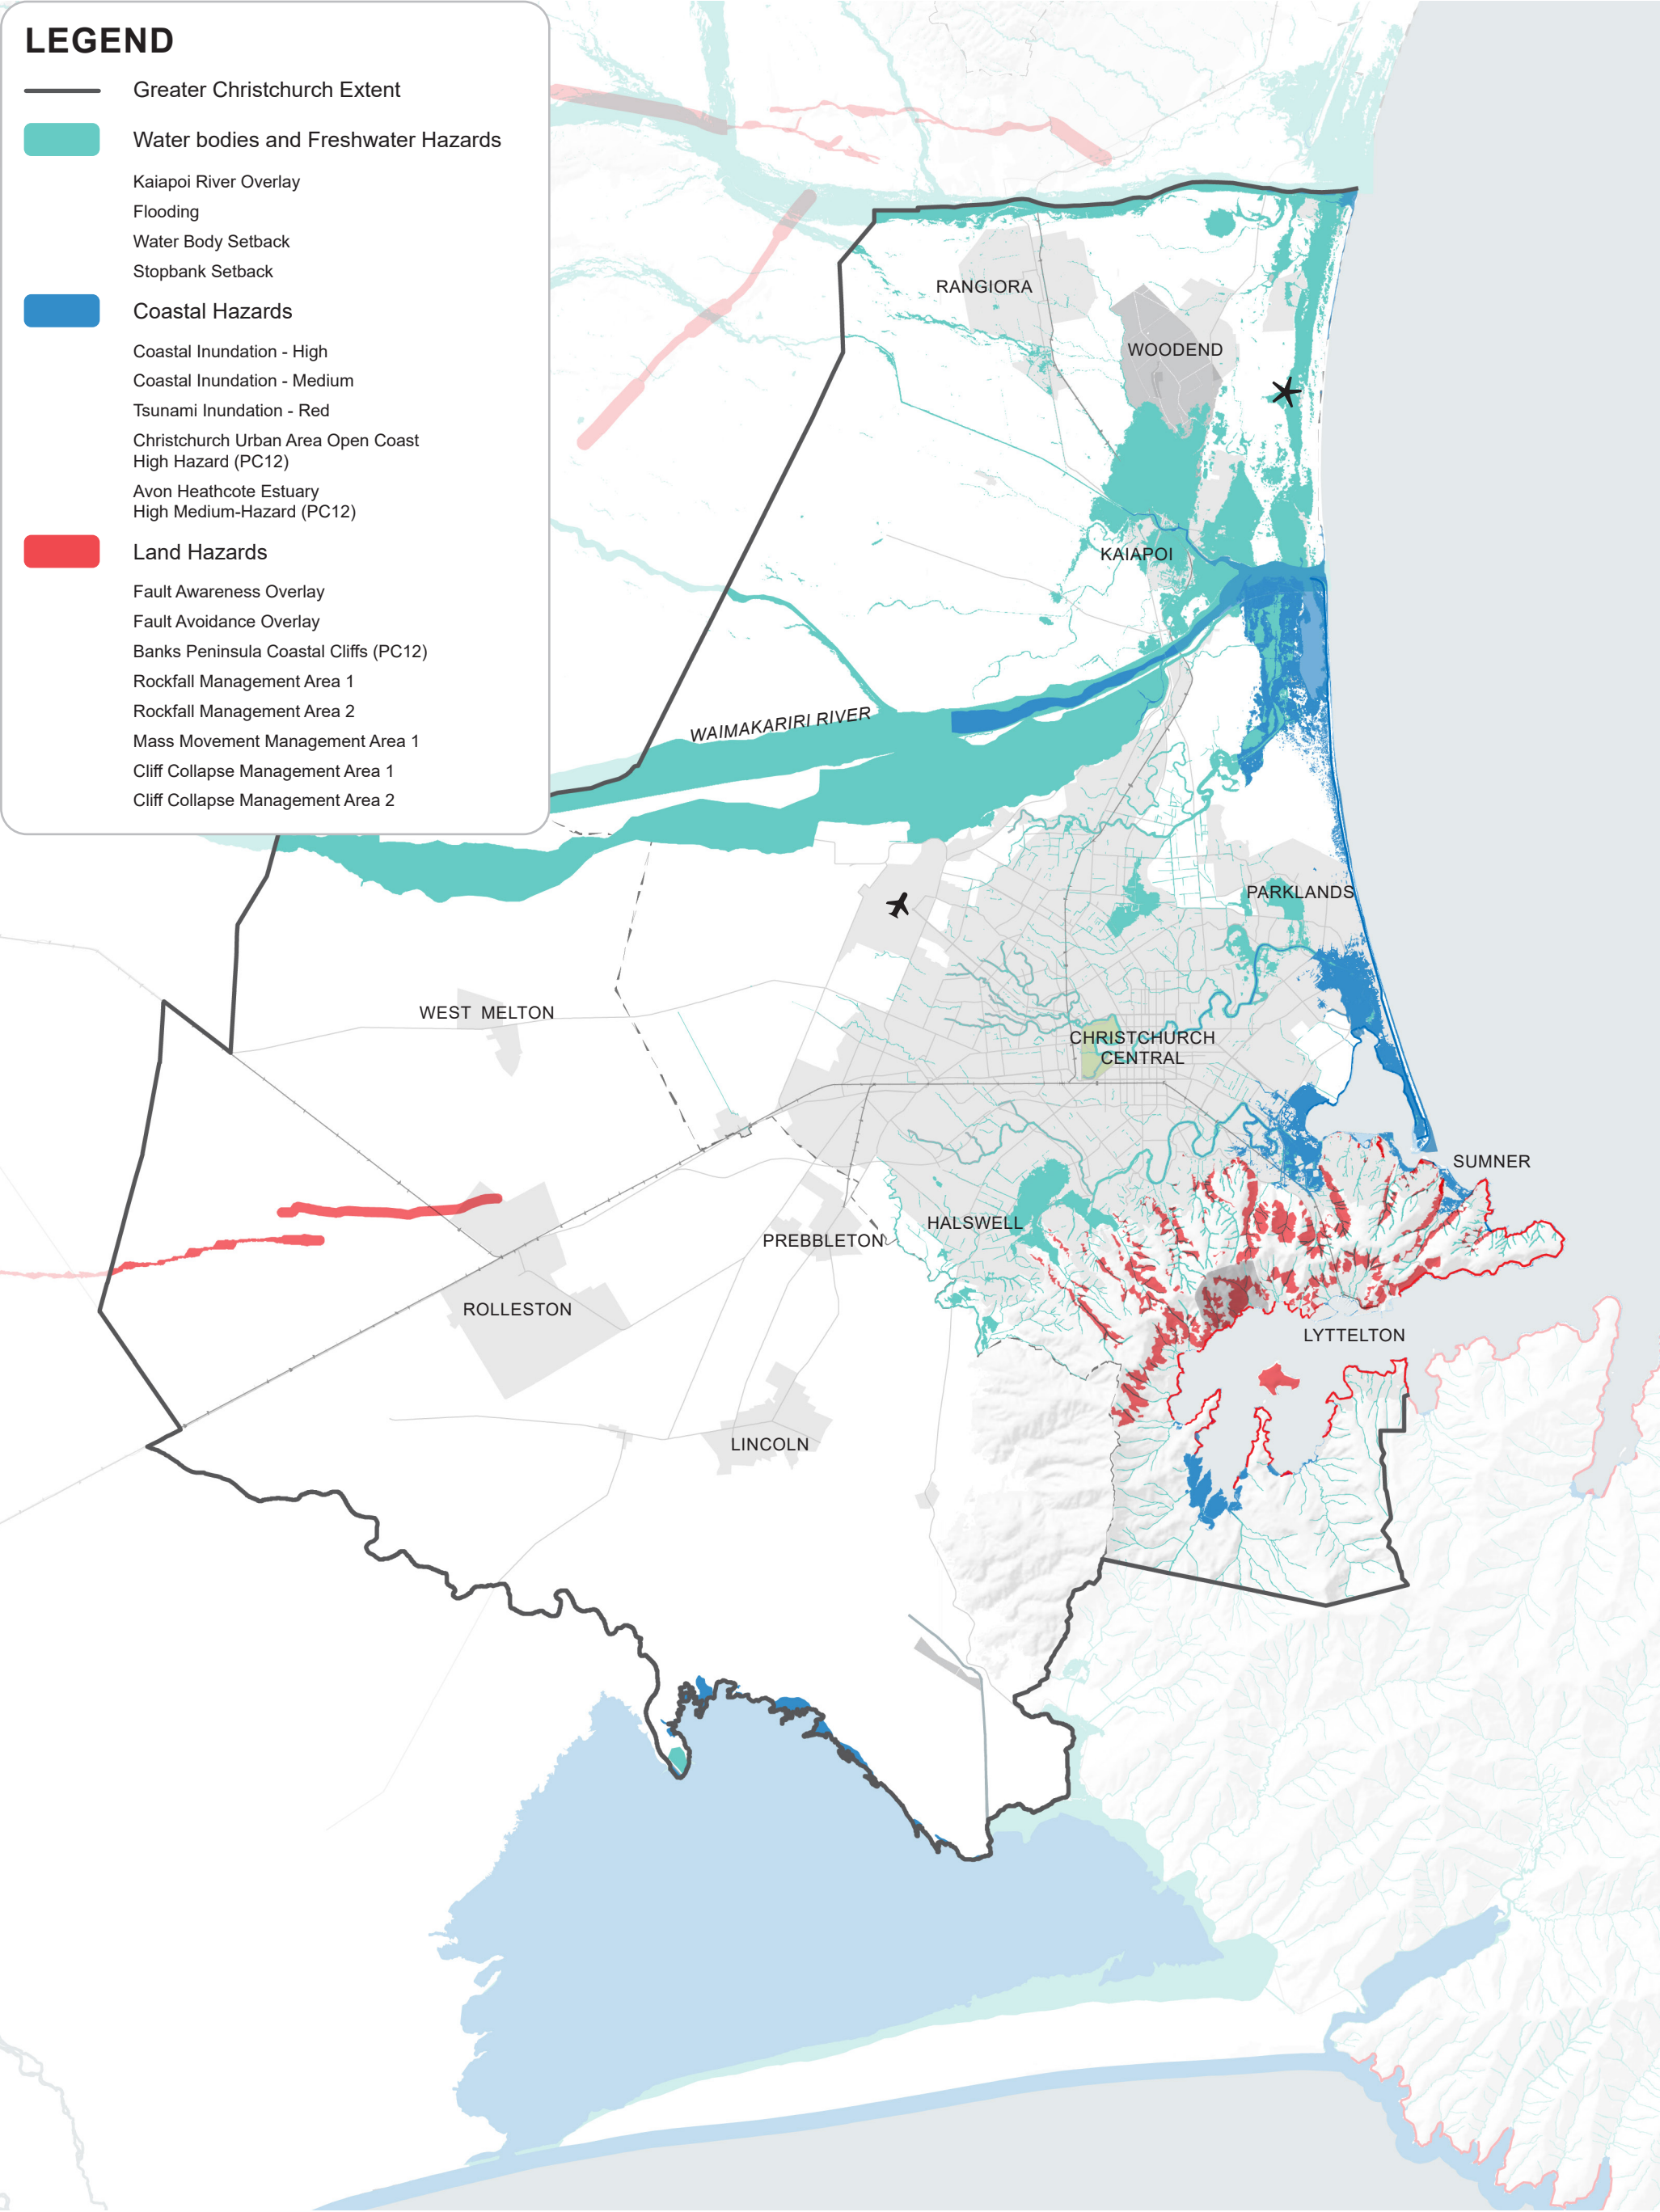 LEGEND
Greater Christchurch Extent
Water bodies and Freshwater Hazards
Kaiapoi River Overlay
Flooding
Water Body Setback
Stopbank Setback
Coastal Hazards
Coastal Inundation - High
Coastal Inundation - Medium
Tsunami Inundation - Red
Christchurch Urban Area Open Coast
High Hazard (PC12)
Avon Heathcote Estuary
High Medium-Hazard (PC12)
Land Hazards
Fault Awareness Overlay
Fault Avoidance Overlay
Banks Peninsula Coastal Cliffs (PC12)
Rockfall Management Area 1
Rockfall Management Area 2
Mass Movement Management Area 1
Cliff Collapse Management Area 1
Cliff Collapse Management Area 2
RANGIORA
WOODEND
KAIAPOI
WAIMAKARIRI RIVER
PARKLANDS
WEST MELTON
CHRISTCHURCH
CENTRAL
SUMNER
HALSWELL
PREBBLETON
ROLLESTON
LYTTELTON
LINCOLN